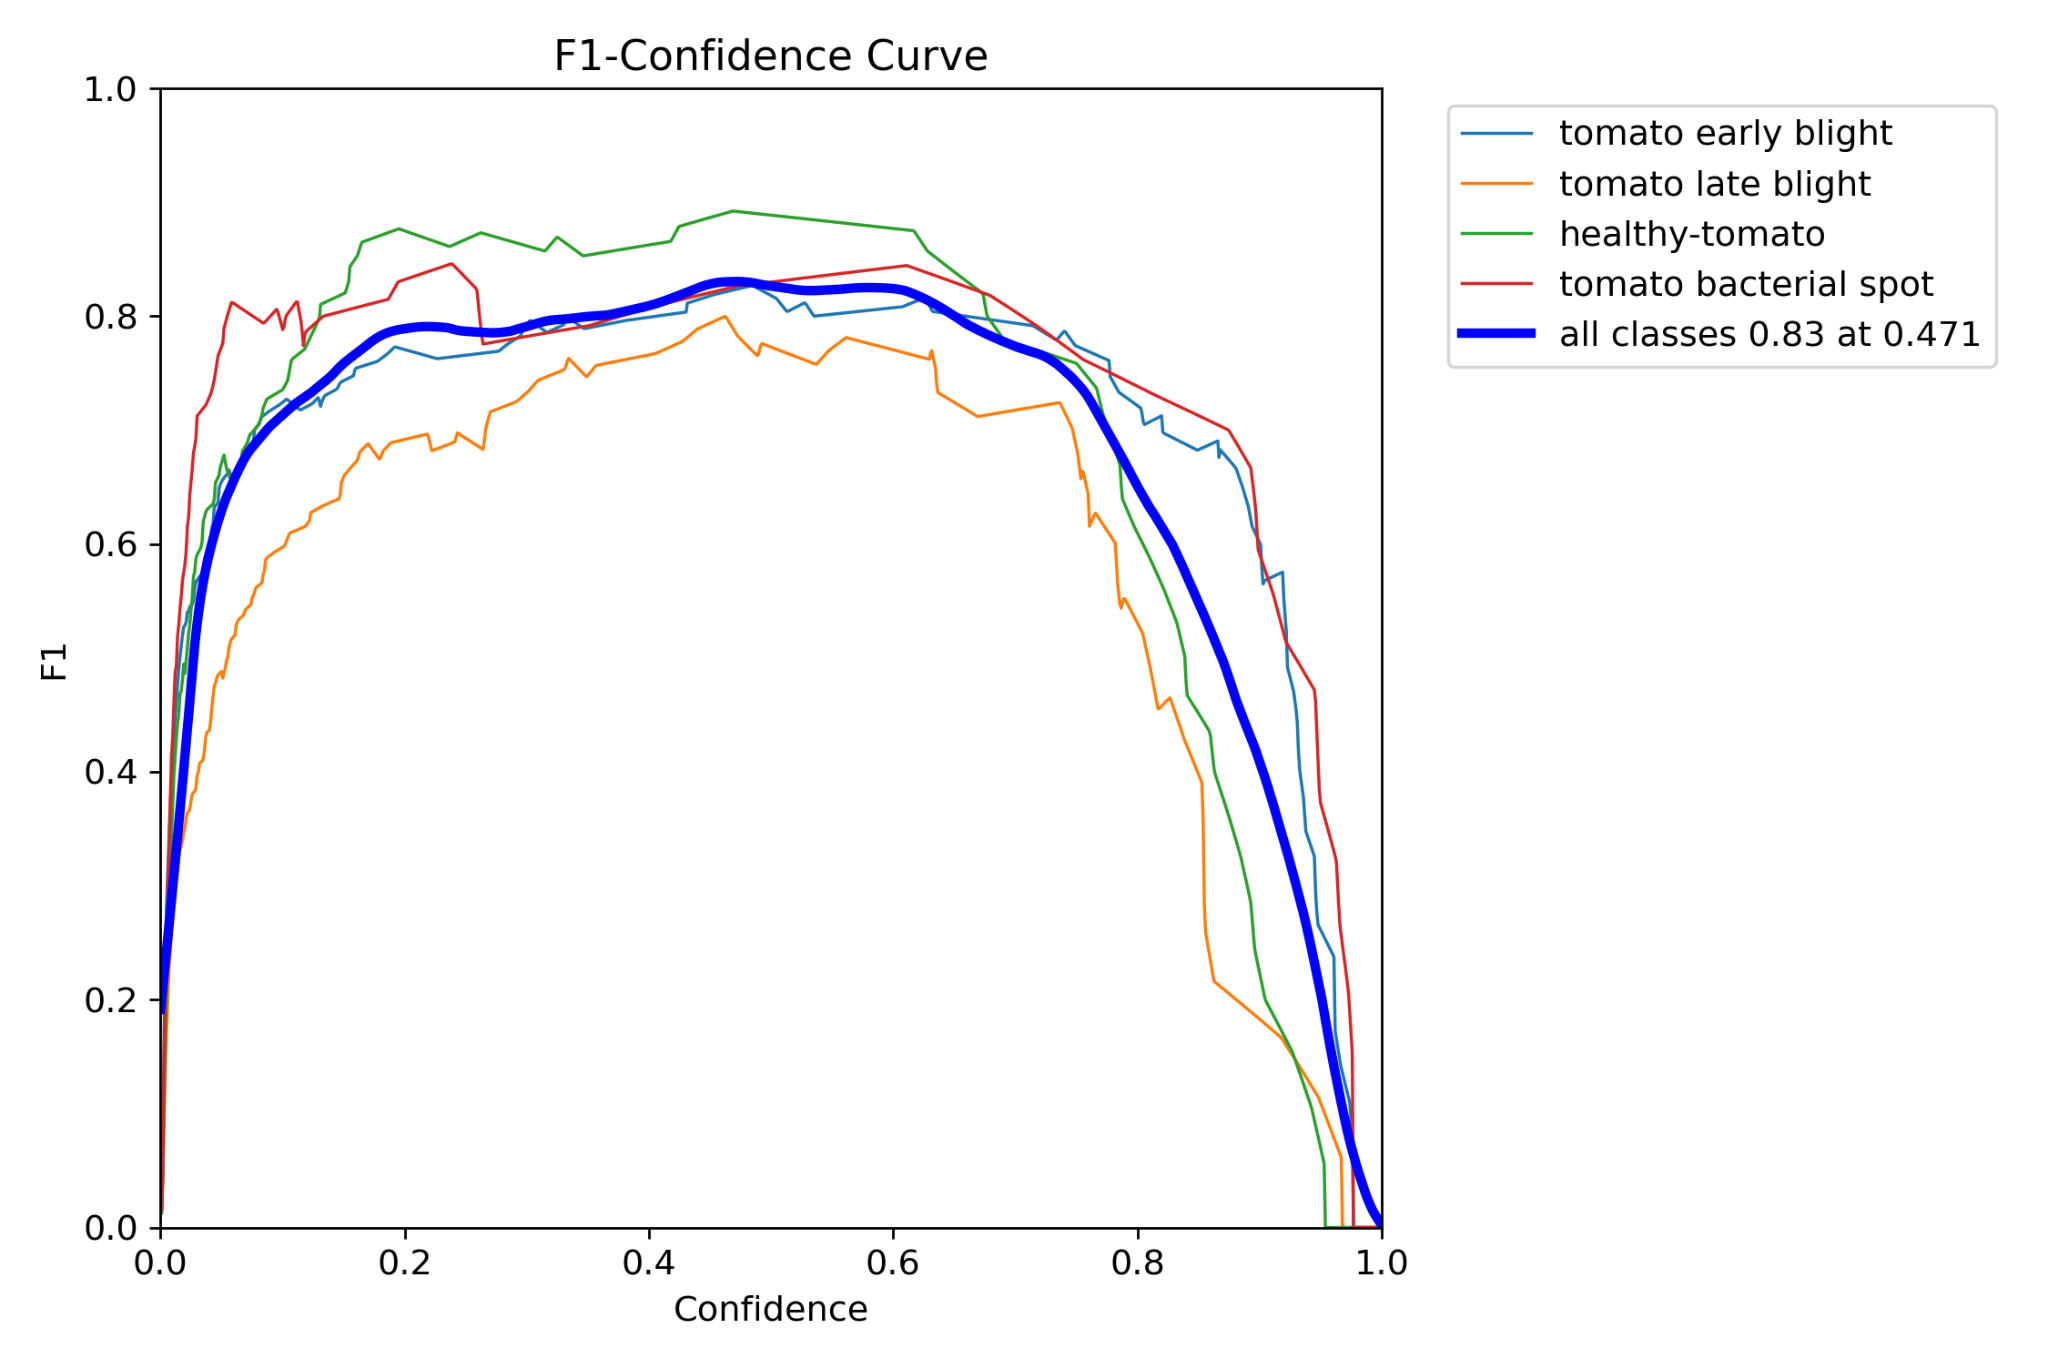 F1-Confidence Curve
1.0
0.8
0.6
0.4
0.2
0.0
F1
0.0 0.2 0.4 0.6 0.8 1.0
Confidence
tomato early blight
tomato late blight
healthy-tomato
tomato bacterial spot
all classes 0.83 at 0.471